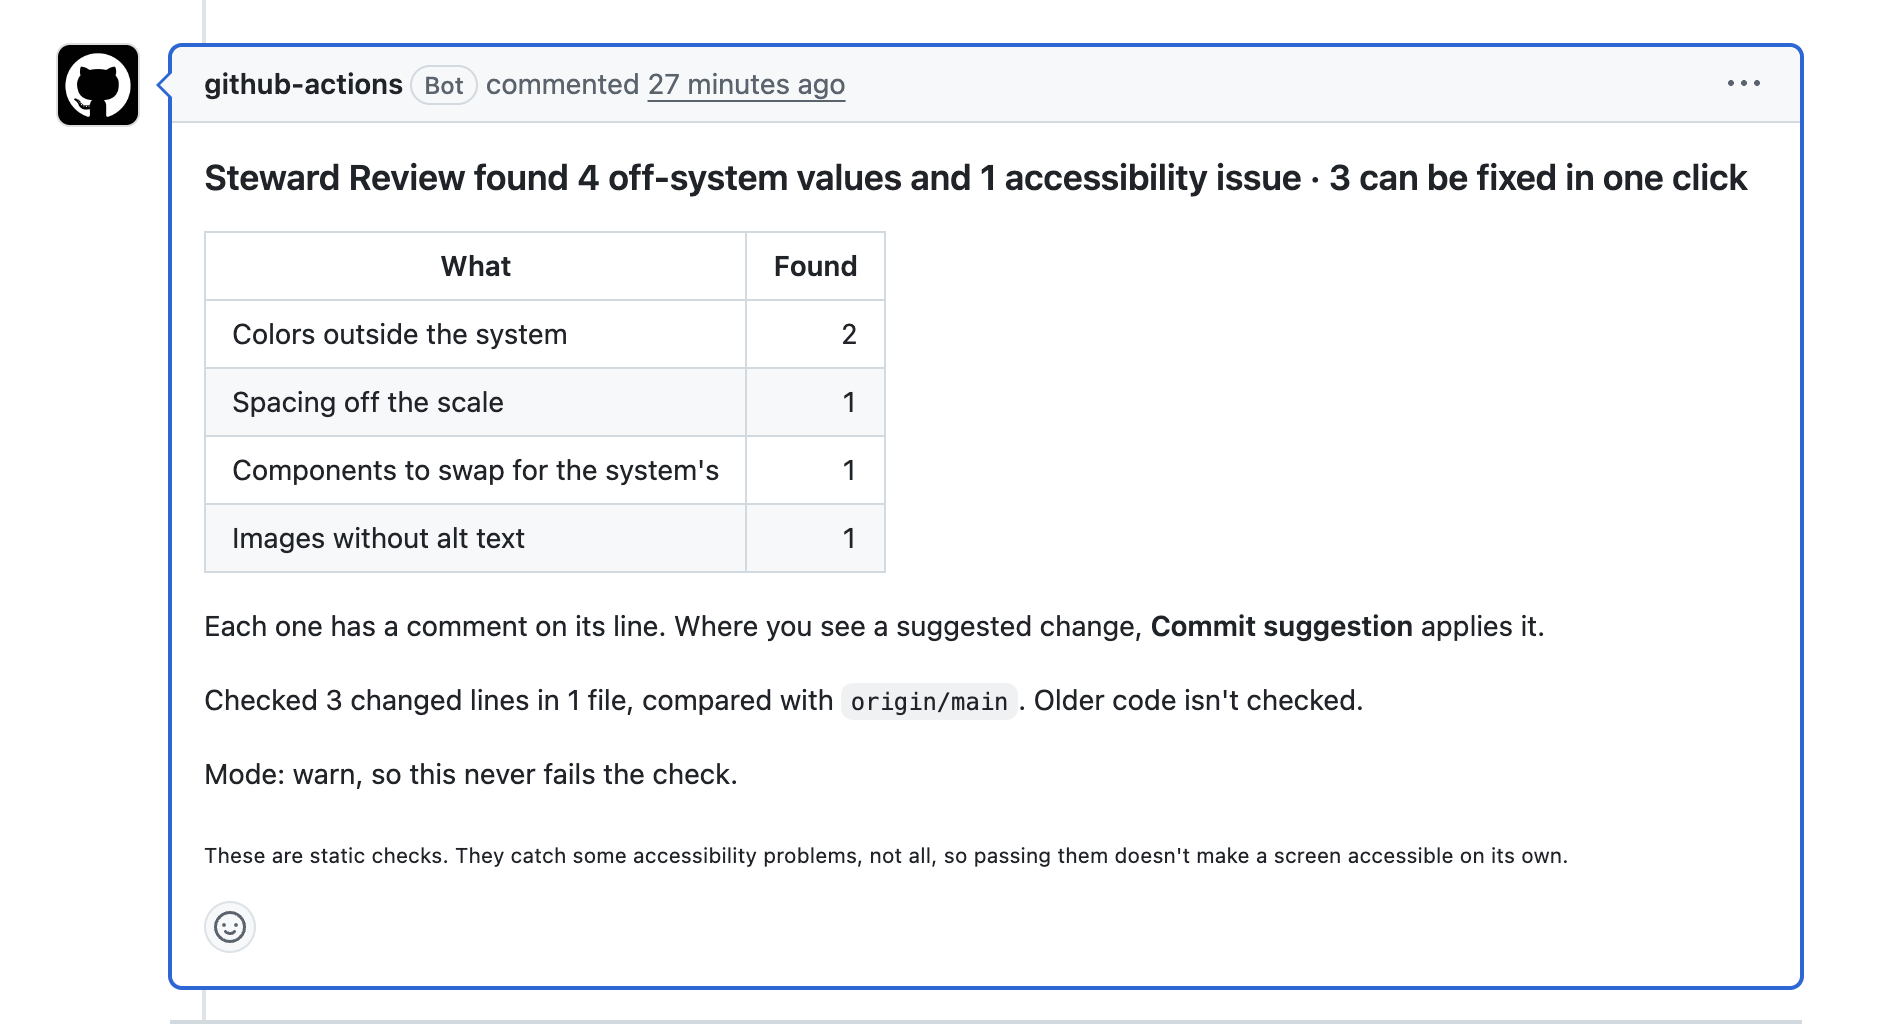 github-actions Bot commented 27 minutes ago
Steward Review found 4 off-system values and 1 accessibility issue · 3 can be fixed in one click
What Found
Colors outside the system 2
Spacing off the scale 1
Components to swap for the system's 1
Images without alt text 1
Each one has a comment on its line. Where you see a suggested change, Commit suggestion applies it.
Checked 3 changed lines in 1 file, compared with origin/main. Older code isn't checked.
Mode: warn, so this never fails the check.
These are static checks. They catch some accessibility problems, not all, so passing them doesn't make a screen accessible on its own.